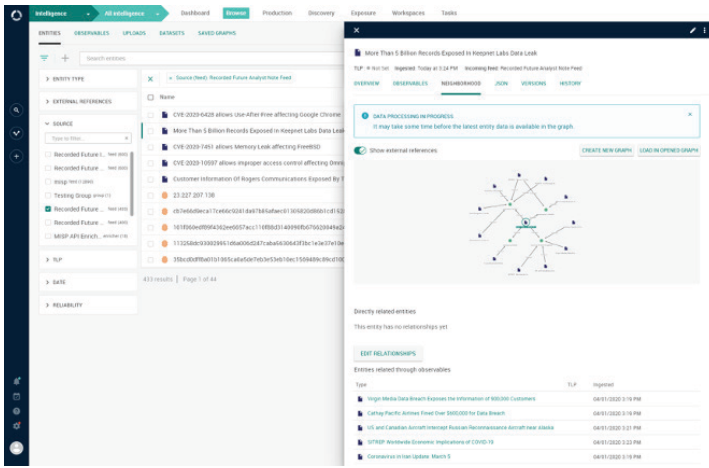 Intelligence
All intelligence
Dashboard
Browse
Production
Discovery
Exposure
Workspaces
Tasks
ENTITIES
OBSERVABLES
UPLOADS
DATASETS
SAVED GRAPHS
Search entities
ENTITY TYPE
EXTERNAL REFERENCES
SOURCE
Type to filter...
Recorded Future
Recorded Future ...
Testing Group
Recorded Future ...
Recorded Future ...
MISP API Enrich...
TLP
DATE
RELIABILITY
Source (feed): Recorded Future Analyst Note Feed
Name
CVE-2020-6428 allows Use-After-Free affecting Google Chrome
More Than 5 Billion Records Exposed In Keepnet Labs Data Leak
CVE-2020-7451 allows Memory Leak affecting FreeBSD
CVE-2020-10597 allows improper access control affecting
Customer Information Of Rogers Communications Exposed By
23.227.207.138
433 results | Page 1 of 44
More Than 5 Billion Records Exposed In Keepnet Labs Data Leak
TLP Not Set Ingested: Today at 5:24 PM Incoming feed: Recorded Future Analyst Note Feed
OVERVIEW
OBSERVABLES
NEIGHBORHOOD
JSON
VERSIONS
HISTORY
DATA PROCESSING IN PROGRESS
It may take some time before the latest entity data is available in the graph.
Show external references
CREATE NEW GRAPH
LOAD IN OPENED GRAPH
Directly related entities
This entity has no relationships yet
EDIT RELATIONSHIPS
Entities related through observables
Type
TLP
Ingested
Virgin Media Data Breach Exposes the Information of 900,000 Customers
04/01/2020 3:16 PM
Cathay Pacific Airlines Fined Over $600,000 for Data Breach
04/01/2020 3:16 PM
US and Canadian Aircraft Intercept Russian Reconnaissance Aircraft near Alaska
04/01/2020 3:21 PM
SITREP Worldwide Economic Implications of COVID-19
04/01/2020 3:23 PM
Coronavirus in Iran Update: March 5
04/01/2020 3:16 PM